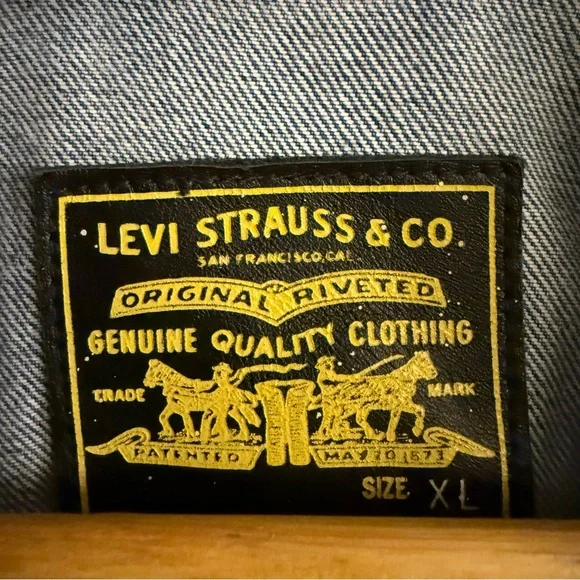 LEVI STRAUSS & CO.
SAN FRANCISCO, CAL.
ORIGINAL RIVETED
GENUINE QUALITY CLOTHING
TRADE MARK
PATENTED MAY 20 1873
SIZE XL